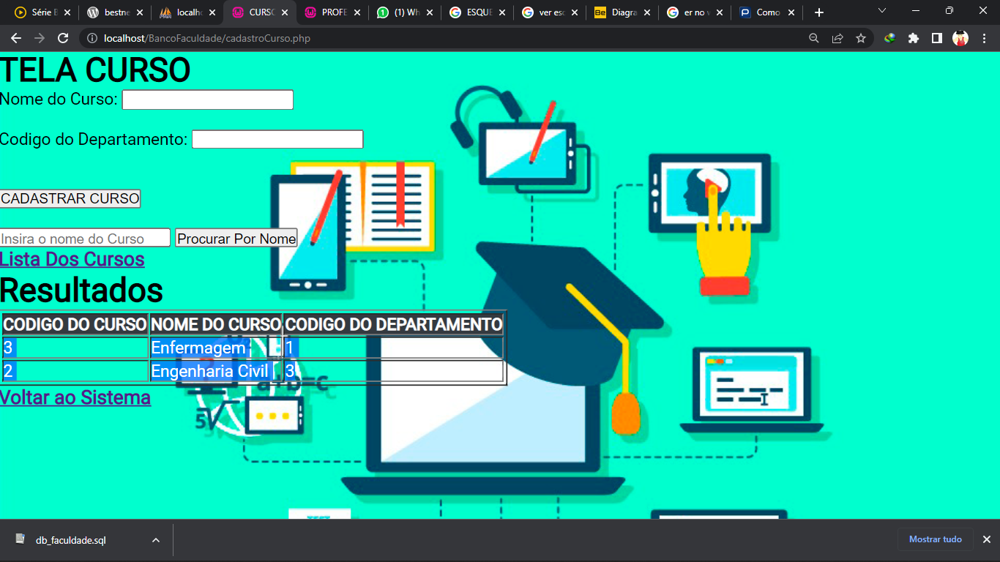 Série B
bestne
localho
CURSO
PROFE
(1) Wh
ESQUE
ver esc
Diagra
er no v
Como
localhost/BancoFaculdade/cadastroCurso.php
TELA CURSO
Nome do Curso:
Codigo do Departamento:
CADASTRAR CURSO
Insira o nome do Curso Procurar Por Nome
Lista Dos Cursos
Resultados
CODIGO DO CURSO NOME DO CURSO CODIGO DO DEPARTAMENTO
3 Enfermagem 1
2 Engenharia Civil 3
a+b=c
Voltar ao Sistema
5√
db_faculdade.sql
Mostrar tudo